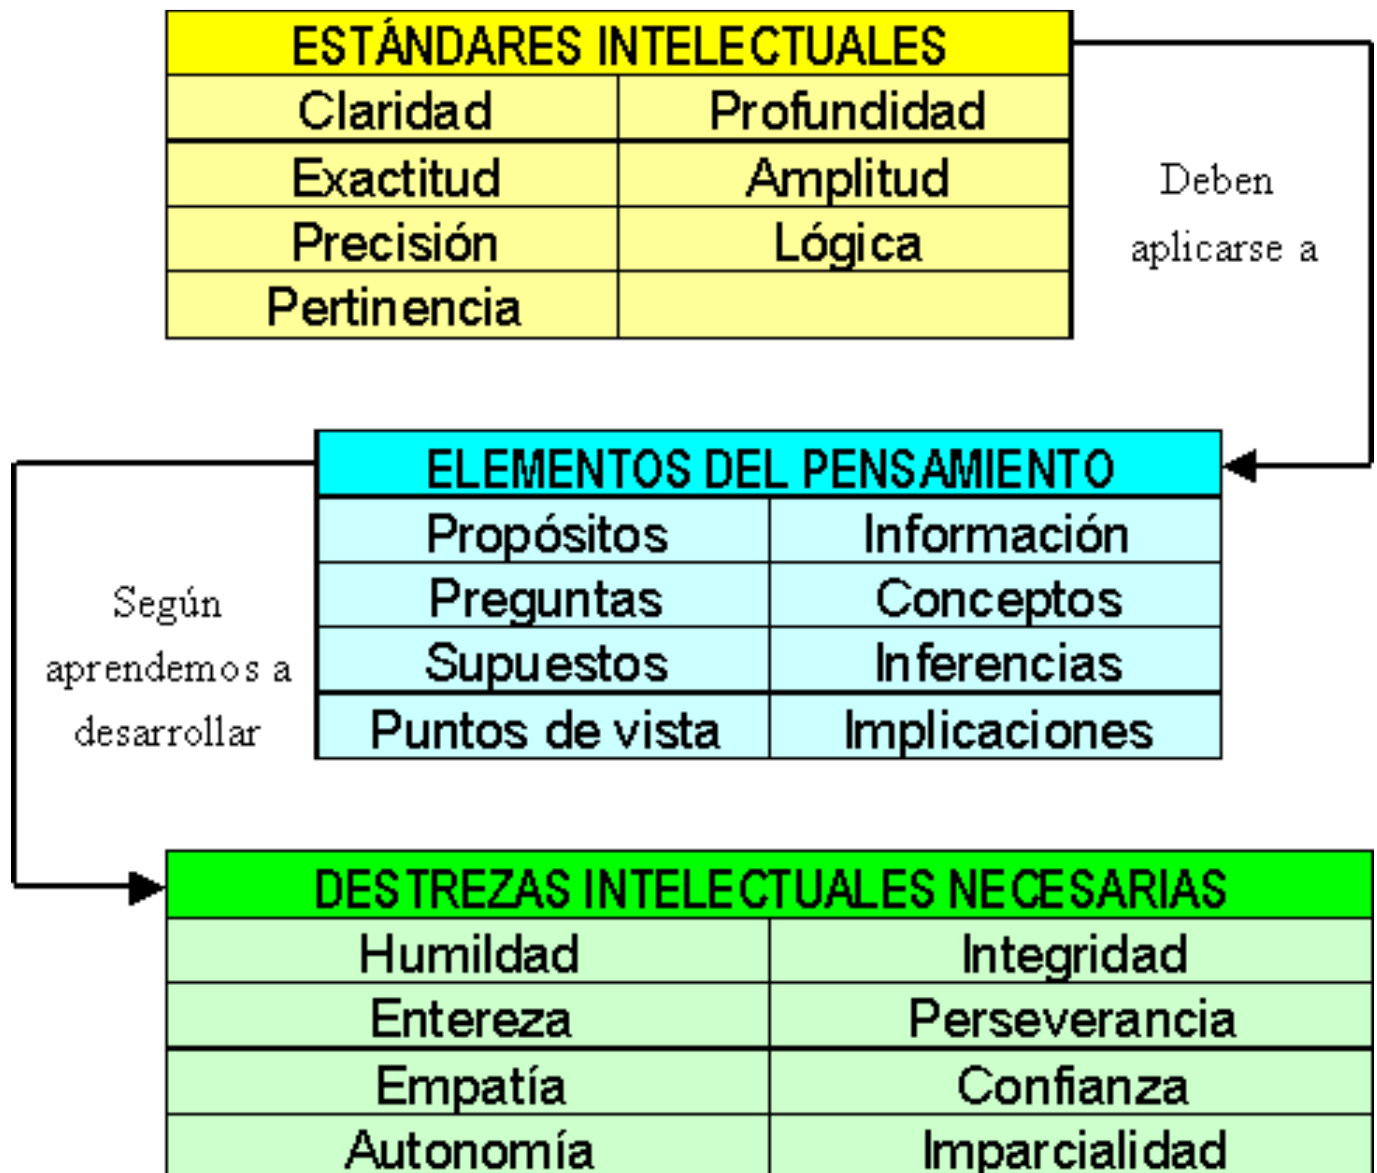 ESTÁNDARES INTELECTUALES
Claridad Profundidad
Exactitud Amplitud
Precisión Lógica
Pertinencia
Deben
aplicarse a
ELEMENTOS DEL PENSAMIENTO
Propósitos Información
Preguntas Conceptos
Supuestos Inferencias
Puntos de vista Implicaciones
Según
aprendemos a
desarrollar
DESTREZAS INTELECTUALES NECESARIAS
Humildad Integridad
Entereza Perseverancia
Empatía Confianza
Autonomía Imparcialidad